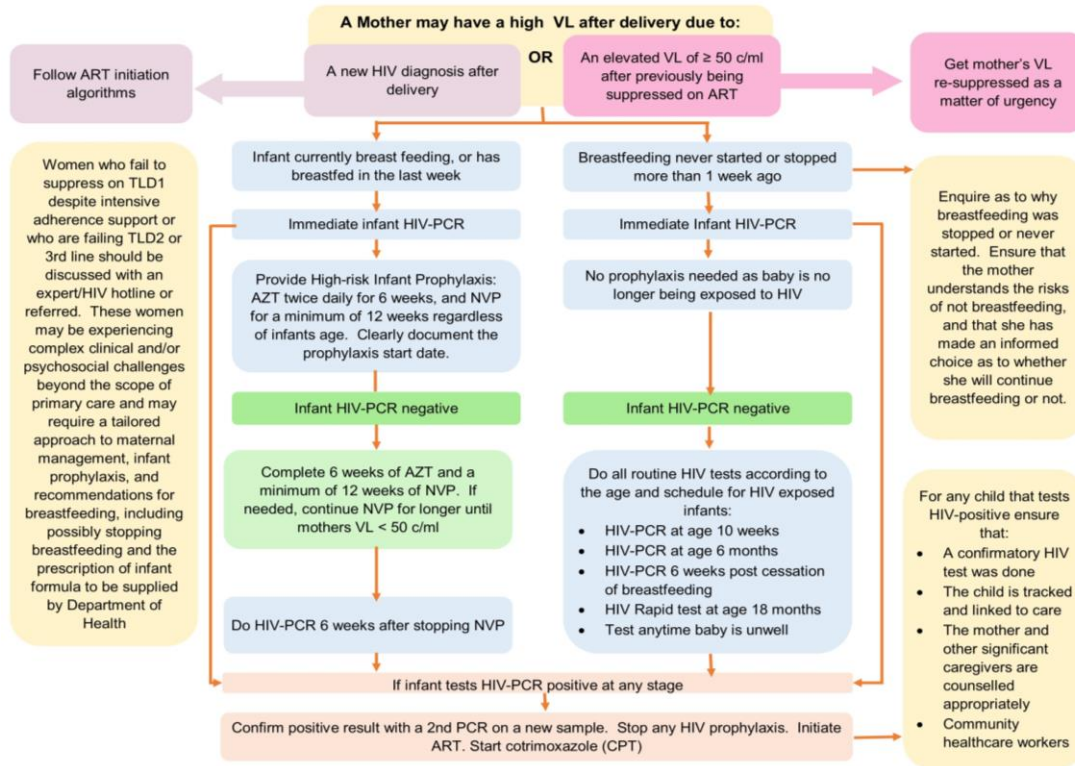 A Mother may have a high VL after delivery due to:
Follow ART initiation
algorithms
A new HIV diagnosis after
delivery
OR
An elevated VL of ≥ 50 c/ml
after previously being
suppressed on ART
Get mother's VL
re-suppressed as a
matter of urgency
Women who fail to
suppress on TLD1
despite intensive
adherence support or
who are failing TLD2 or
3rd line should be
discussed with an
expert/HIV hotline or
referred. These women
may be experiencing
complex clinical and/or
psychosocial challenges
beyond the scope of
primary care and may
require a tailored
approach to maternal
management, infant
prophylaxis, and
recommendations for
breastfeeding, including
possibly stopping
breastfeeding and the
prescription of infant
formula to be supplied
by Department of
Health
Infant currently breast feeding, or has
breastfed in the last week
Immediate infant HIV-PCR
Provide High-risk Infant Prophylaxis:
AZT twice daily for 6 weeks, and NVP
for a minimum of 12 weeks regardless
of infants age. Clearly document the
prophylaxis start date.
Infant HIV-PCR negative
Complete 6 weeks of AZT and a
minimum of 12 weeks of NVP. If
needed, continue NVP for longer until
mothers VL < 50 c/ml
Do HIV-PCR 6 weeks after stopping NVP
Breastfeeding never started or stopped
more than 1 week ago
Immediate Infant HIV-PCR
No prophylaxis needed as baby is no
longer being exposed to HIV
Infant HIV-PCR negative.
Do all routine HIV tests according to
the age and schedule for HIV exposed
infants:
• HIV-PCR at age 10 weeks
• HIV-PCR at age 6 months
• HIV-PCR 6 weeks post cessation
of breastfeeding
• HIV Rapid test at age 18 months
• Test anytime baby is unwell
Enquire as to why
breastfeeding was
stopped or never
started. Ensure that the
mother
understands the risks
of not breastfeeding,
and that she has
made an informed
choice as to whether
she will continue
breastfeeding or not.
For any child that tests
HIV-positive ensure
that:
• A confirmatory HIV
test was done
• The child is tracked
and linked to care
• The mother and
other significant
caregivers are
counselled
appropriately
• Community
healthcare workers
If infant tests HIV-PCR positive at any stage
Confirm positive result with a 2nd PCR on a new sample. Stop any HIV prophylaxis. Initiate
ART. Start cotrimoxazole (CPT)